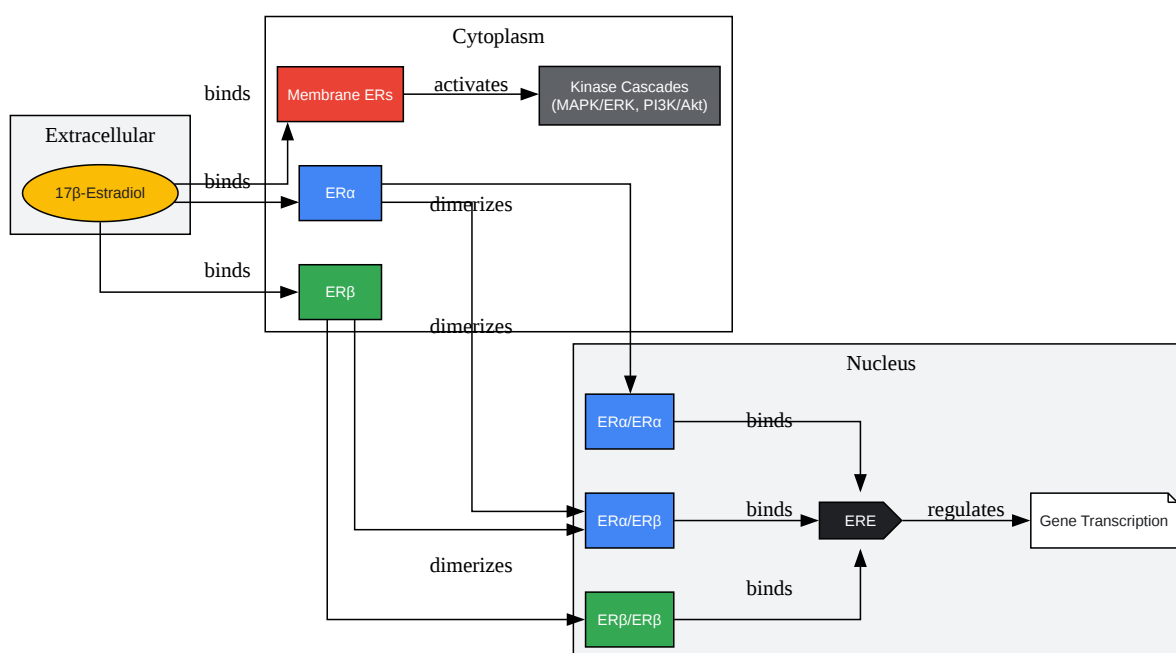 Cytoplasm
binds
Membrane ERs
activates
Kinase Cascades
(MAPK/ERK, PI3K/Akt)
Extracellular
17β-Estradiol
binds
ERα
dimerizes
binds
ERβ
dimerizes
Nucleus
ERα/ERα
binds
ERα/ERβ
binds
ERE
regulates
Gene Transcription
dimerizes
binds
ERβ/ERβ